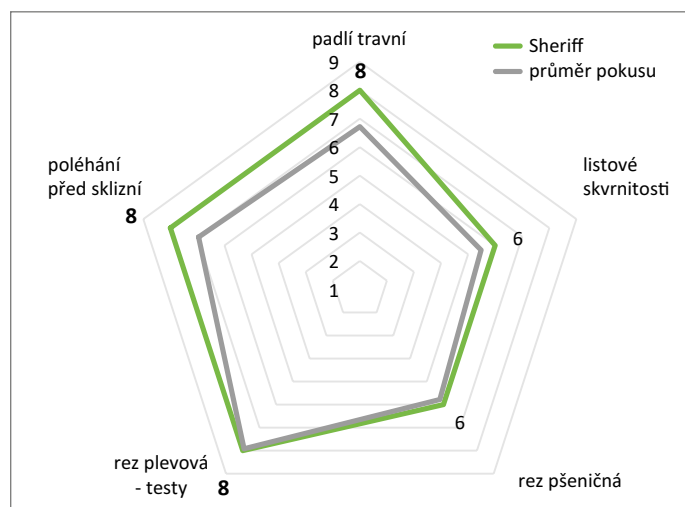 padlí travní
Sheriff
průměr pokusu
9
8
8
7
6
5
4
3
2
1
poléhání
před sklizní
8
listové
skvrnitosti
6
6
rez plevová
- testy
8
rez pšeničná